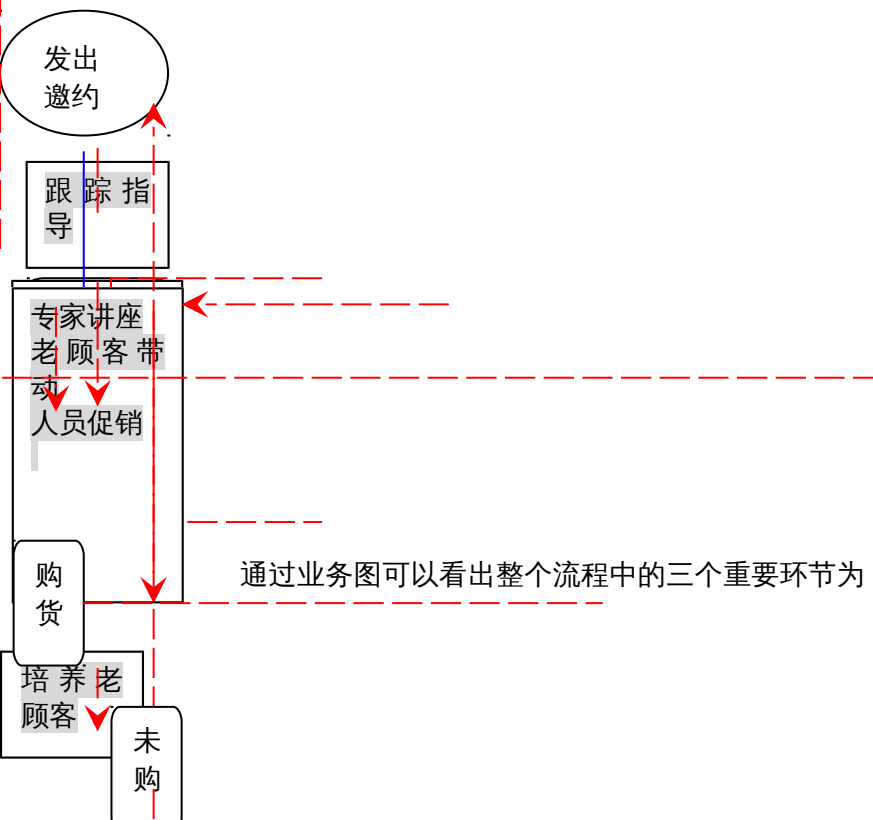 发出
邀约
跟踪指
导
专家讲座
老顾客带
动
人员促销
购
货
通过业务图可以看出整个流程中的三个重要环节为
培养老
顾客
未
购